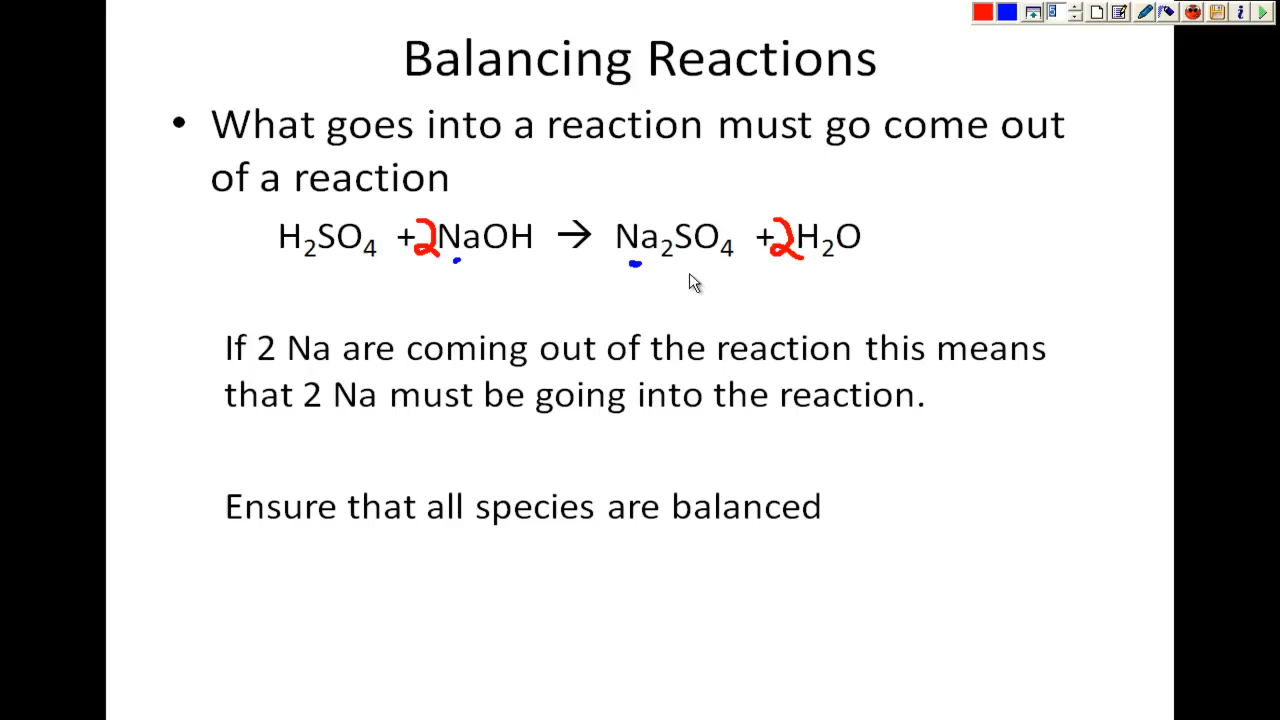 Balancing Reactions
• What goes into a reaction must go come out
of a reaction
H₂SO₄ + 2NaOH → Na₂SO₄ + 2H₂O
If 2 Na are coming out of the reaction this means
that 2 Na must be going into the reaction.
Ensure that all species are balanced